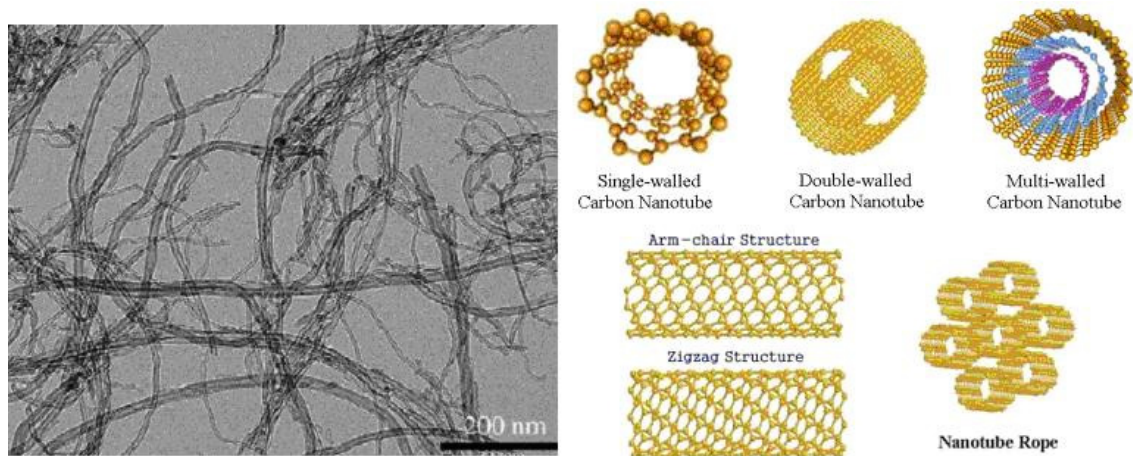 200 nm
Single-walled
Carbon Nanotube
Double-walled
Carbon Nanotube
Multi-walled
Carbon Nanotube
Arm-chair Structure
Zigzag Structure
Nanotube Rope